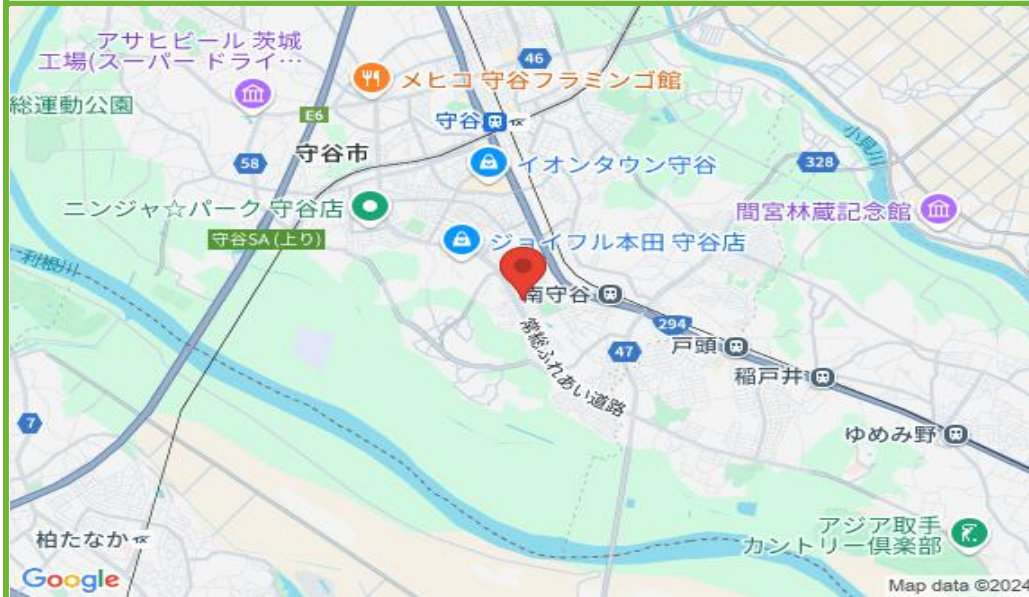 アサヒビール 茨城
工場(スーパー ドライ…
46
メヒコ 守谷フラミンゴ館
総運動公園
E6
守谷
小貝川
58
守谷市
イオンタウン守谷
328
ニンジャ☆パーク 守谷店
間宮林蔵記念館
守谷SA (上り)
ジョイフル本田 守谷店
利根川
南守谷
294
戸頭
47
常総ふれあい道路
稲戸井
7
ゆめみ野
柏たなか
アジア取手
カントリー倶楽部
Google
Map data ©2024